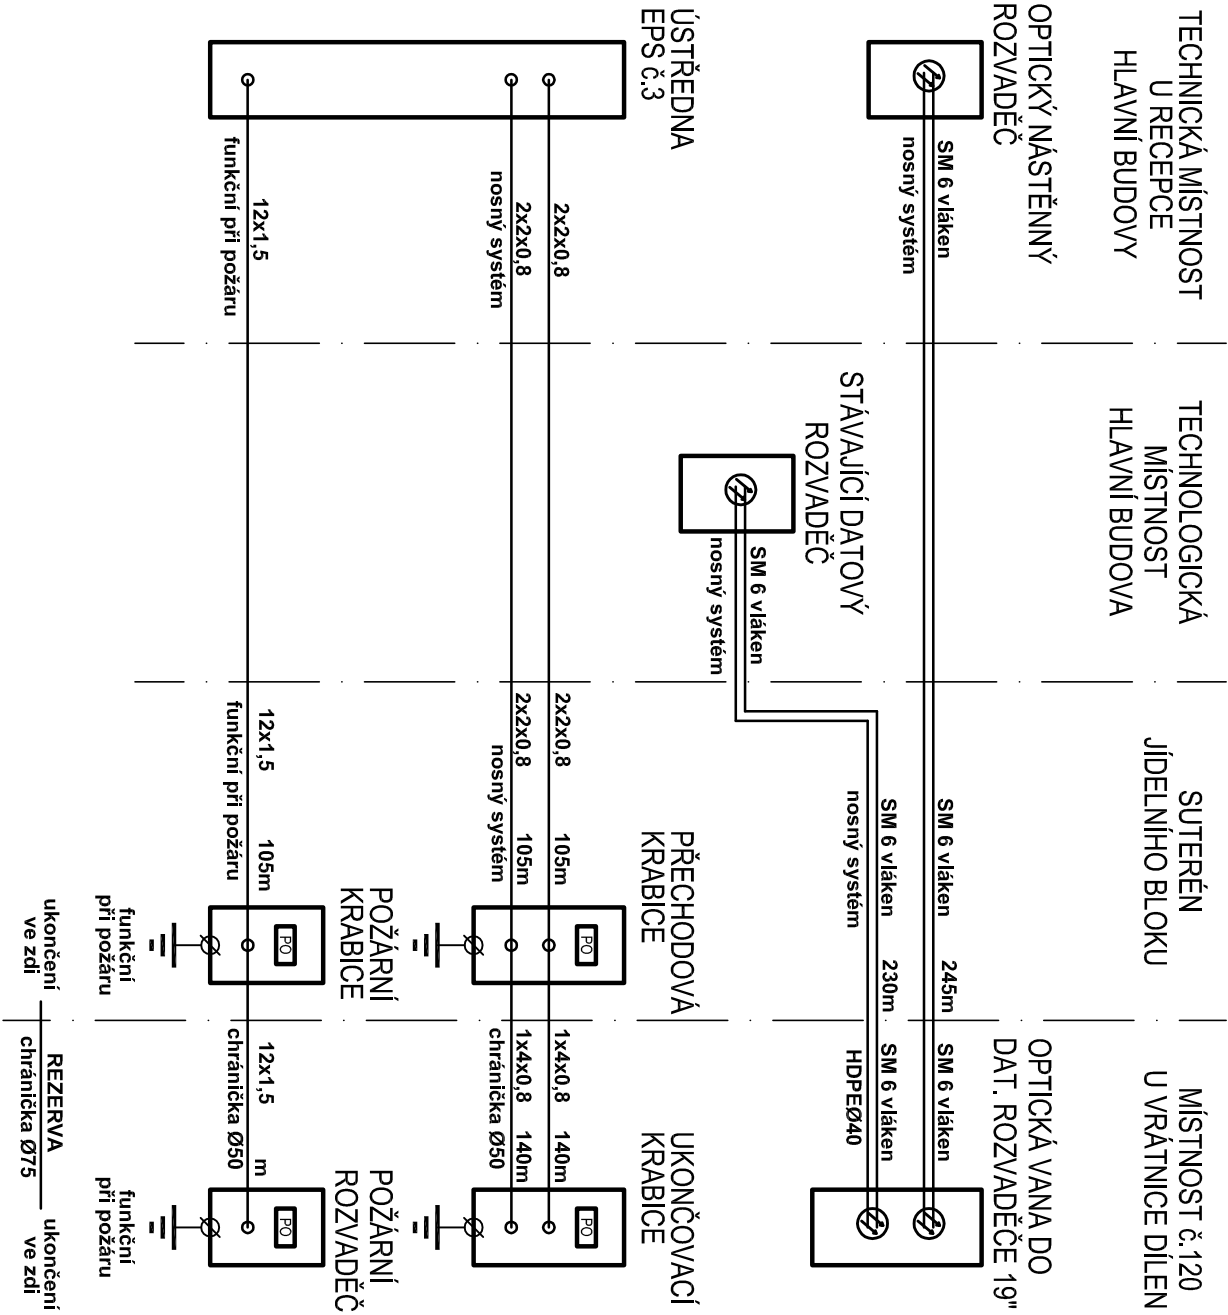 TECHNICKÁ MÍSTNOST
U RECEPCE
HLAVNÍ BUDOVY
TECHNOLOGICKÁ
MÍSTNOST
HLAVNÍ BUDOVA
SUTERÉN
JÍDELNÍHO BLOKU
MÍSTNOST č.120
U VRÁTNICE DÍLEN
OPTICKÝ NÁSTĚNNÝ
ROZVADĚČ
SM 6 vláken
nosný systém
SM 6 vláken
245m
SM 6 vláken
OPTICKÁ VANA DO
DAT. ROZVADĚČE 19"
STÁVAJÍCÍ DATOVÝ
ROZVADĚČ
SM 6 vláken
nosný systém
SM 6 vláken
230m
nosný systém
SM 6 vláken
HDPEØ40
ÚSTŘEDNA
EPS č.3
2x2x0,8
2x2x0,8
nosný systém
2x2x0,8
105m
2x2x0,8
105m
nosný systém
PŘECHODOVÁ
KRABICE
PO
1x4x0,8
140m
1x4x0,8
140m
chránička Ø50
UKONČOVACÍ
KRABICE
PO
12x1,5
funkční při požáru
12x1,5
105m
funkční při požáru
POŽÁRNÍ
KRABICE
PO
funkční
při požáru
12x1,5
m
chránička Ø50
POŽÁRNÍ
ROZVADĚČ
PO
funkční
při požáru
ukončení
ve zdi
REZERVA
chránička Ø75
ukončení
ve zdi